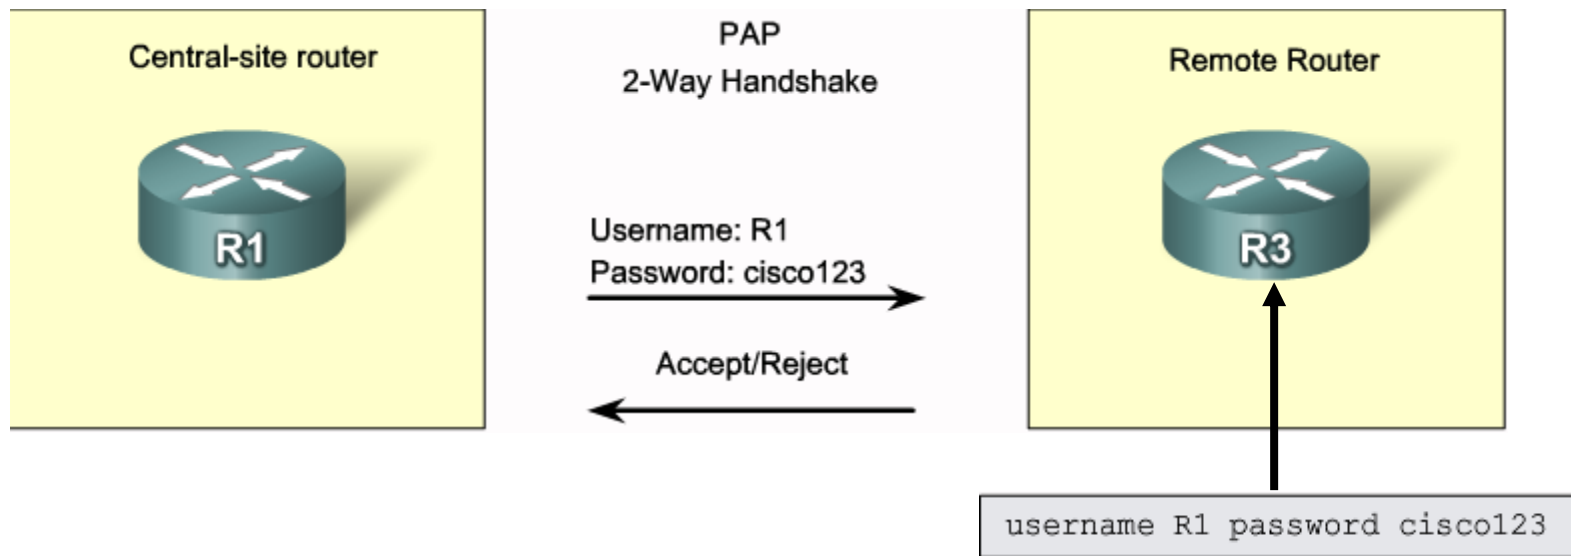 Central-site router
R1
PAP
2-Way Handshake
Username: R1
Password: cisco123
Accept/Reject
Remote Router
R3
username R1 password cisco123